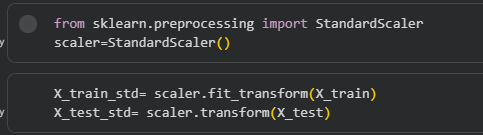 from sklearn.preprocessing import StandardScaler
scaler=StandardScaler()
X_train_std= scaler.fit_transform(X_train)
X_test_std= scaler.transform(X_test)